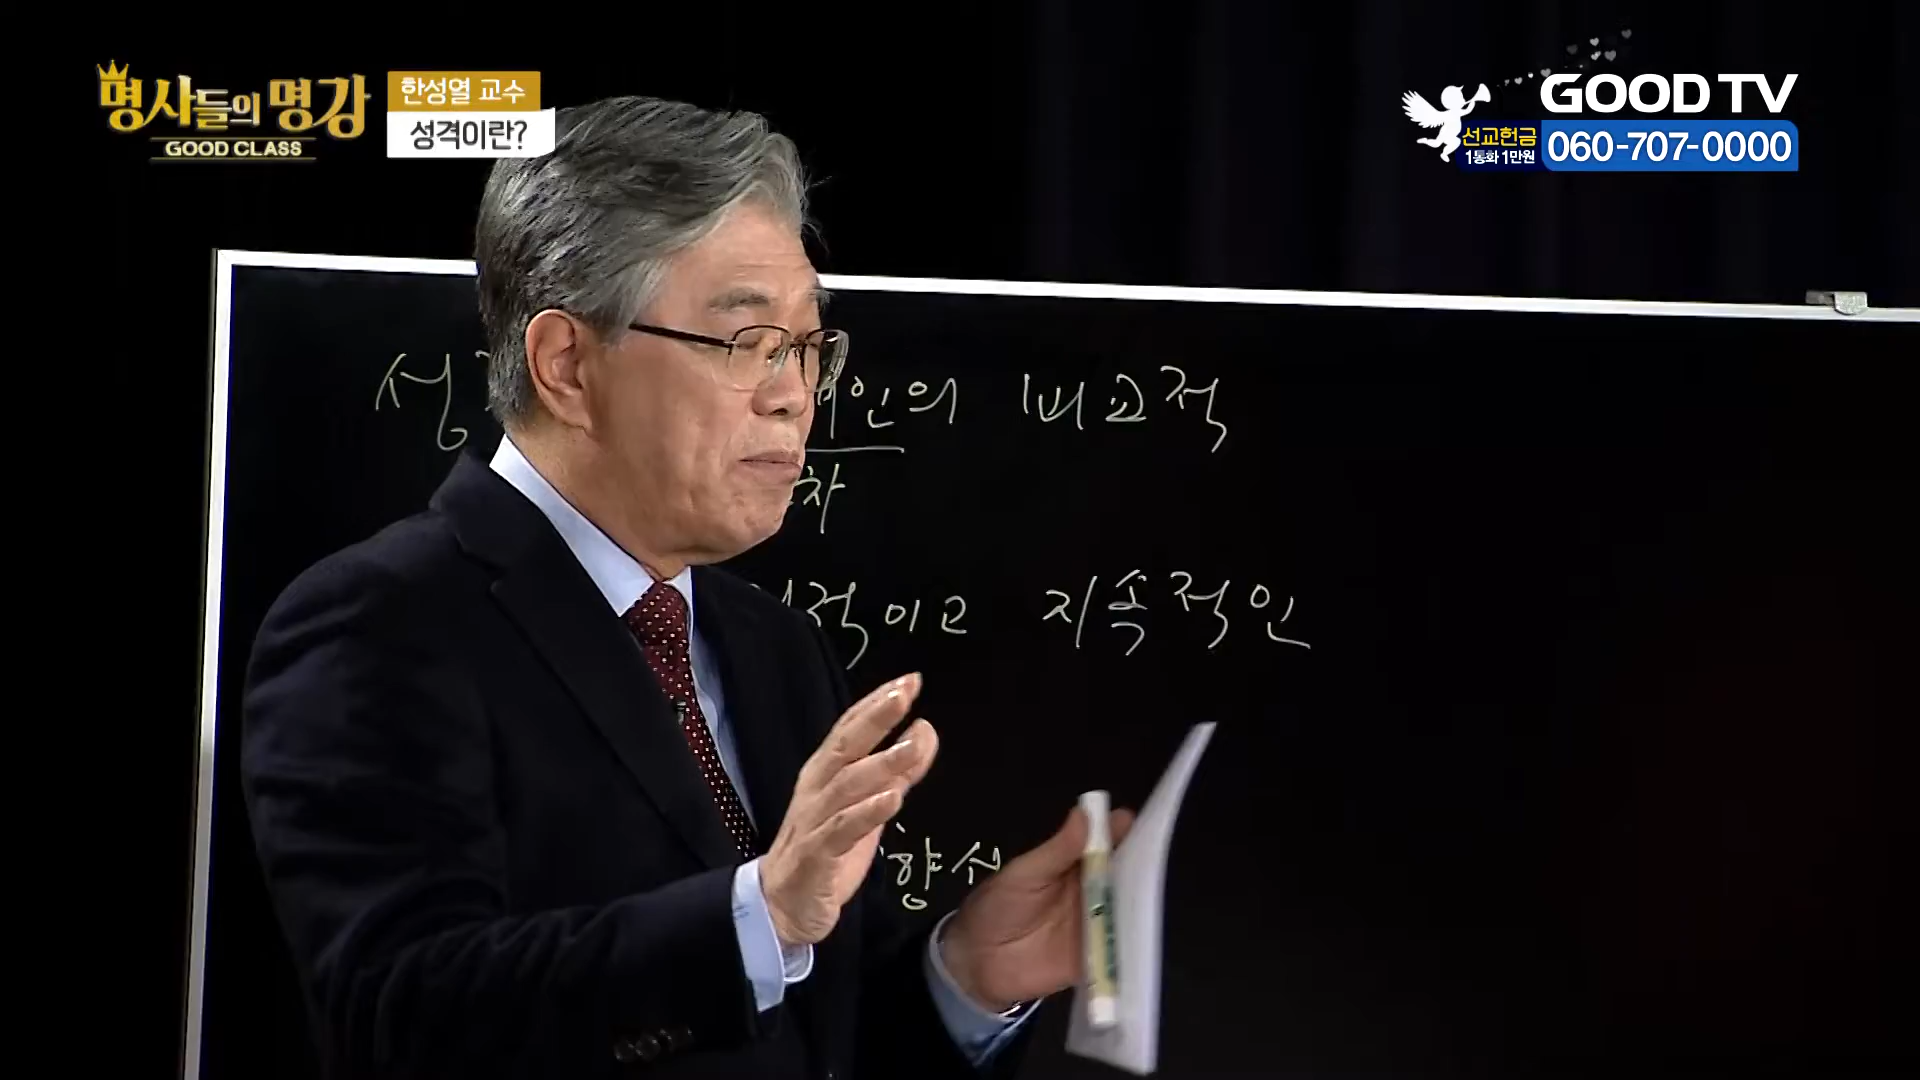 명사들의 명강
GOOD CLASS
한성열 교수
성격이란?
GOOD TV
선교헌금
1통화 1만원
060-707-0000
인의 비교적
차
적이고 지속적인
향성